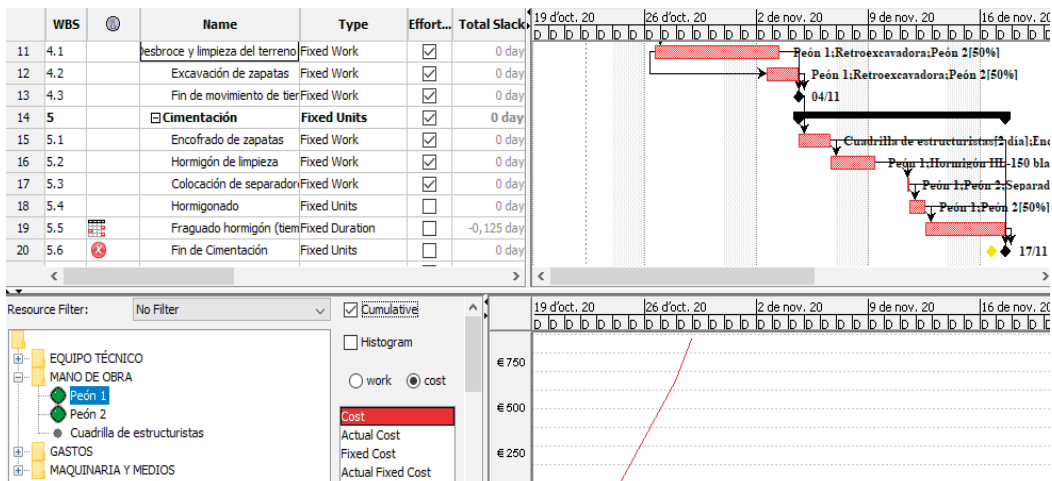 WBS Name Type Effort... Total Slack
19 d'oct. 20 26 d'oct. 20 2 de nov. 20 9 de nov. 20 16 de nov. 20
D D D D D D D D D D D D D D D D D D D D D D D D D D D D D D D D
11 4.1 Desbroce y limpieza del terreno Fixed Work 0 day Peón 1;Retroexcavadora;Peón 2[50%]
12 4.2 Excavación de zapatas Fixed Work 0 day Peón 1;Retroexcavadora;Peón 2[50%]
13 4.3 Fin de movimiento de tier Fixed Work 0 day 04/11
14 5 Cimentación Fixed Units 0 day
15 5.1 Encofrado de zapatas Fixed Work 0 day Cuadrilla de estructuristas[2 día];Enc
16 5.2 Hormigón de limpieza Fixed Work 0 day Peón 1;Hormigón HL-150 bla
17 5.3 Colocación de separador Fixed Work 0 day Peón 1;Peón 2;Separad
18 5.4 Hormigonado Fixed Units 0 day Peón 1;Peón 2[50%]
19 5.5 Fraguado hormigón (tiem Fixed Duration -0,125 day
20 5.6 Fin de Cimentación Fixed Units 0 day 17/11
Resource Filter: No Filter
EQUIPO TÉCNICO
MANO DE OBRA
Peón 1
Peón 2
Cuadrilla de estructuristas
GASTOS
MAQUINARIA Y MEDIOS
Cumulative
Histogram
work cost
Cost
Actual Cost
Fixed Cost
Actual Fixed Cost
19 d'oct. 20 26 d'oct. 20 2 de nov. 20 9 de nov. 20 16 de nov. 20
D D D D D D D D D D D D D D D D D D D D D D D D D D D D D D D D
€750
€500
€250